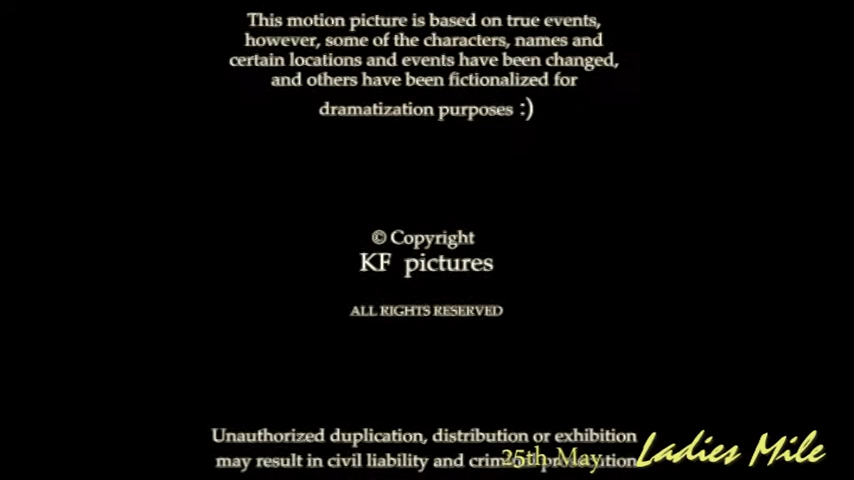 This motion picture is based on true events,
however, some of the characters, names and
certain locations and events have been changed,
and others have been fictionalized for
dramatization purposes :)
© Copyright
KF pictures
ALL RIGHTS RESERVED
Unauthorized duplication, distribution or exhibition
may result in civil liability and criminal prosecution
25th May
Ladies Mile